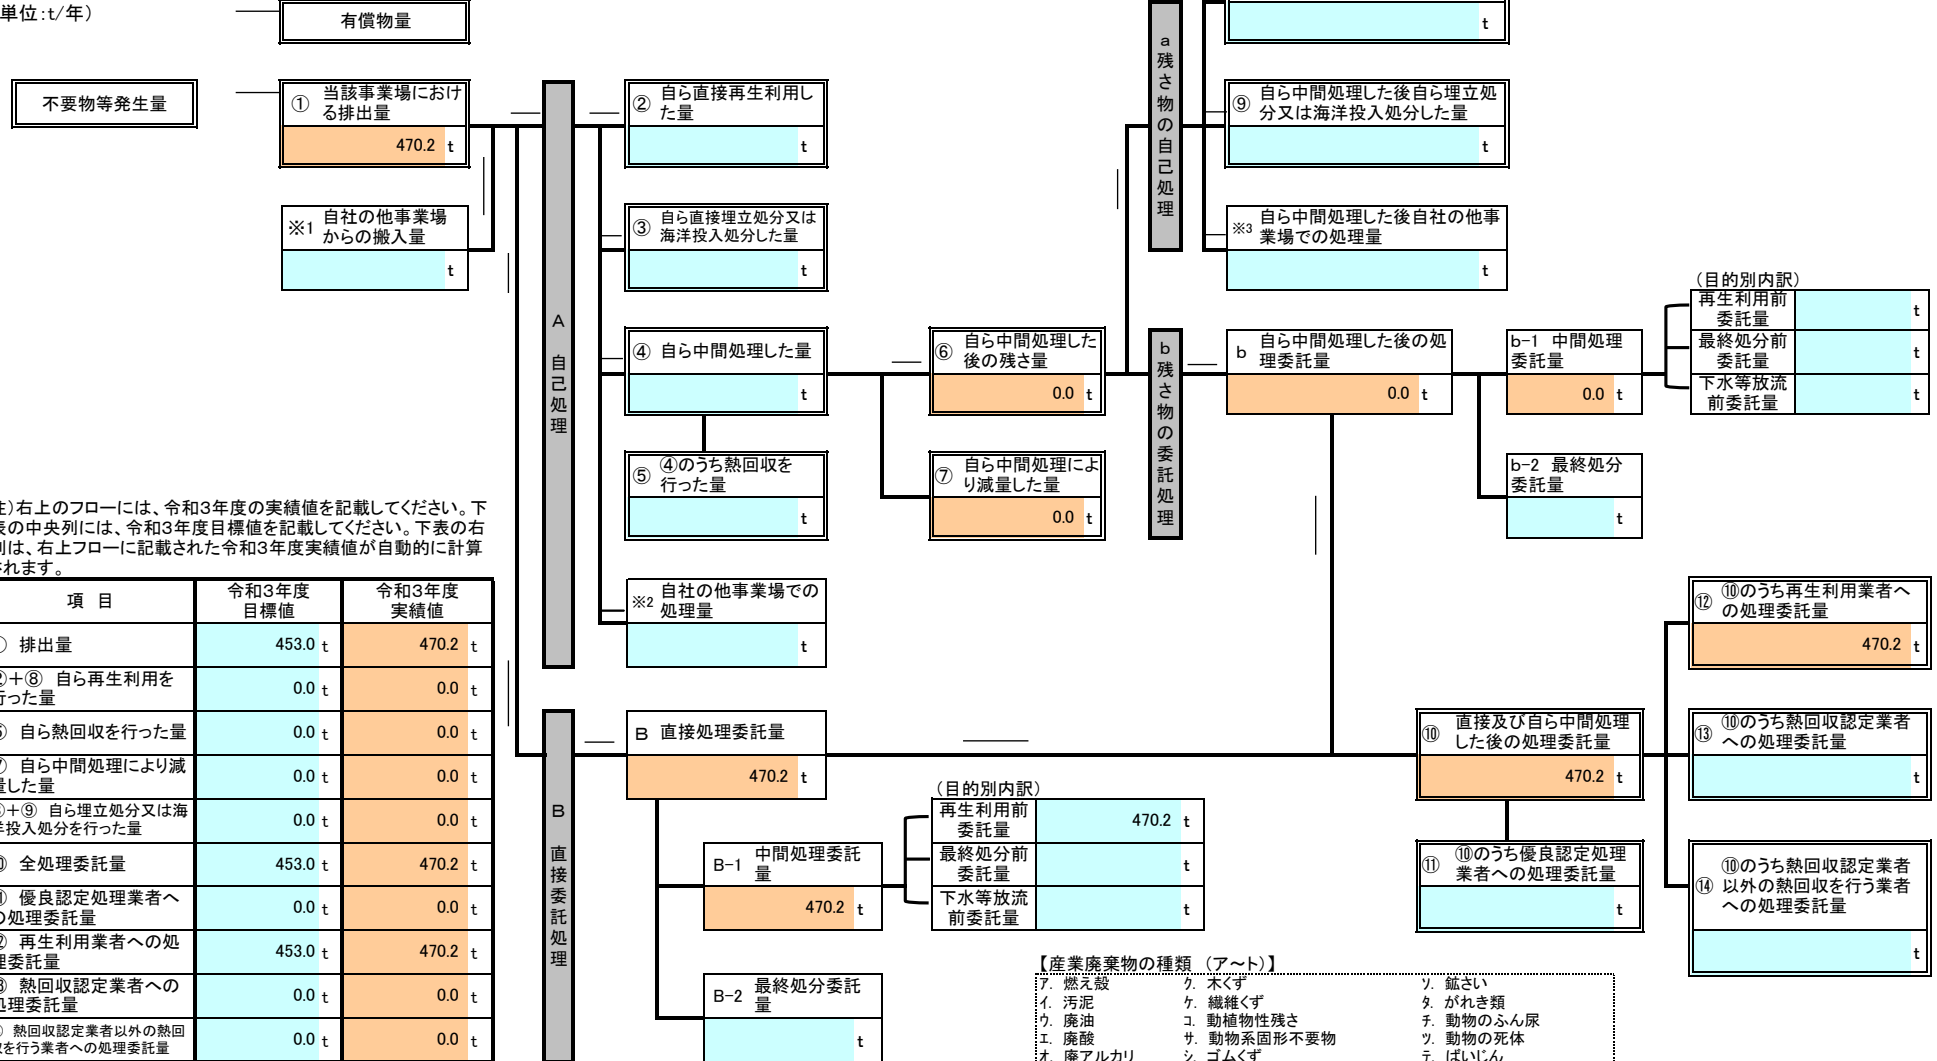 単位:t/年）
有償物量
t
不要物等発生量
① 当該事業場におけ
る排出量
470.2 t
※1 自社の他事業場
からの搬入量
t
A 自己処理
② 自ら直接再生利用し
た量
t
③ 自ら直接埋立処分又は
海洋投入処分した量
t
④ 自ら中間処理した量
t
⑤ ④のうち熱回収を
行った量
t
※2 自社の他事業場での
処理量
t
⑥ 自ら中間処理した
後の残さ量
0.0 t
⑦ 自ら中間処理によ
り減量した量
0.0 t
a 残さ物の自己処理
⑨ 自ら中間処理した後自ら埋立処
分又は海洋投入処分した量
t
※3 自ら中間処理した後自社の他事
業場での処理量
t
b 残さ物の委託処理
b 自ら中間処理した後の処
理委託量
0.0 t
b-1 中間処理
委託量
0.0 t
b-2 最終処分
委託量
t
（目的別内訳）
再生利用前
委託量
t
最終処分前
委託量
t
下水等放流
前委託量
t
注)右上のフローには、令和3年度の実績値を記載してください。下
表の中央列には、令和3年度目標値を記載してください。下表の右
列は、右上フローに記載された令和3年度実績値が自動的に計算
されます。
項 目
令和3年度
目標値
令和3年度
実績値
① 排出量 453.0 t 470.2 t
②+⑧ 自ら再生利用を
行った量 0.0 t 0.0 t
⑤ 自ら熱回収を行った量 0.0 t 0.0 t
⑦ 自ら中間処理により減
量した量 0.0 t 0.0 t
③+⑨ 自ら埋立処分又は海
洋投入処分を行った量 0.0 t 0.0 t
⑩ 全処理委託量 453.0 t 470.2 t
⑪ 優良認定処理業者へ
の処理委託量 0.0 t 0.0 t
⑫ 再生利用業者への処
理委託量 453.0 t 470.2 t
⑬ 熱回収認定業者への
処理委託量 0.0 t 0.0 t
⑭ 熱回収認定業者以外の熱回
収を行う業者への処理委託量 0.0 t 0.0 t
B 直接委託処理
B 直接処理委託量
470.2 t
B-1 中間処理委託
量
470.2 t
B-2 最終処分委託
量
t
（目的別内訳）
再生利用前
委託量
470.2 t
最終処分前
委託量
t
下水等放流
前委託量
t
⑩ 直接及び自ら中間処理
した後の処理委託量
470.2 t
⑪ ⑩のうち優良認定処理
業者への処理委託量
t
⑫ ⑩のうち再生利用業者へ
の処理委託量
470.2 t
⑬ ⑩のうち熱回収認定業者
への処理委託量
t
⑭ ⑩のうち熱回収認定業者
以外の熱回収を行う業者
への処理委託量
t
【産業廃棄物の種類 （ア～ト）】
ア. 燃え殻 ク. 木くず ソ. 鉱さい
イ. 汚泥 ケ. 繊維くず タ. がれき類
ウ. 廃油 コ. 動植物性残さ チ. 動物のふん尿
エ. 廃酸 サ. 動物系固形不要物 ツ. 動物の死体
オ. 廃アルカリ シ. ゴムくず テ. ばいじん